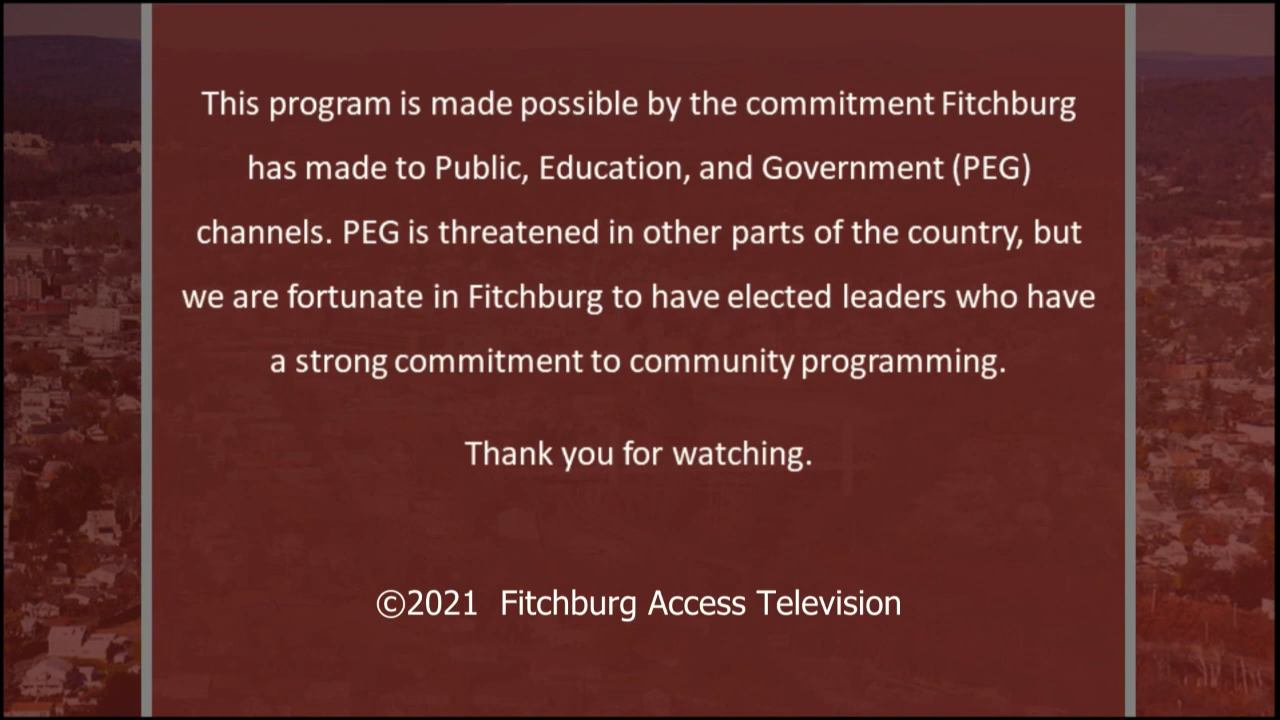 This program is made possible by the commitment Fitchburg
has made to Public, Education, and Government (PEG)
channels. PEG is threatened in other parts of the country, but
we are fortunate in Fitchburg to have elected leaders who have
a strong commitment to community programming.
Thank you for watching.
©2021 Fitchburg Access Television